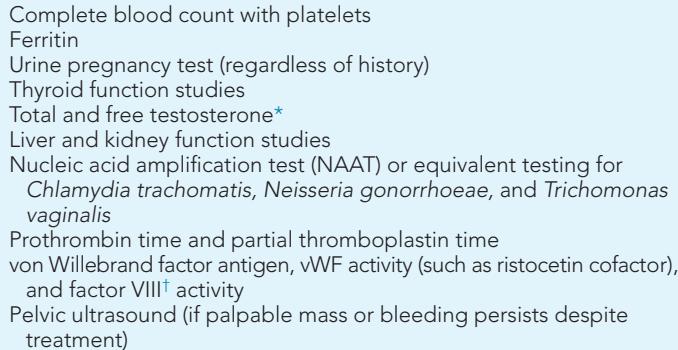 Complete blood count with platelets
Ferritin
Urine pregnancy test (regardless of history)
Thyroid function studies
Total and free testosterone*
Liver and kidney function studies
Nucleic acid amplification test (NAAT) or equivalent testing for
Chlamydia trachomatis, Neisseria gonorrhoeae, and Trichomonas
vaginalis
Prothrombin time and partial thromboplastin time
von Willebrand factor antigen, vWF activity (such as ristocetin cofactor),
and factor VIII† activity
Pelvic ultrasound (if palpable mass or bleeding persists despite
treatment)